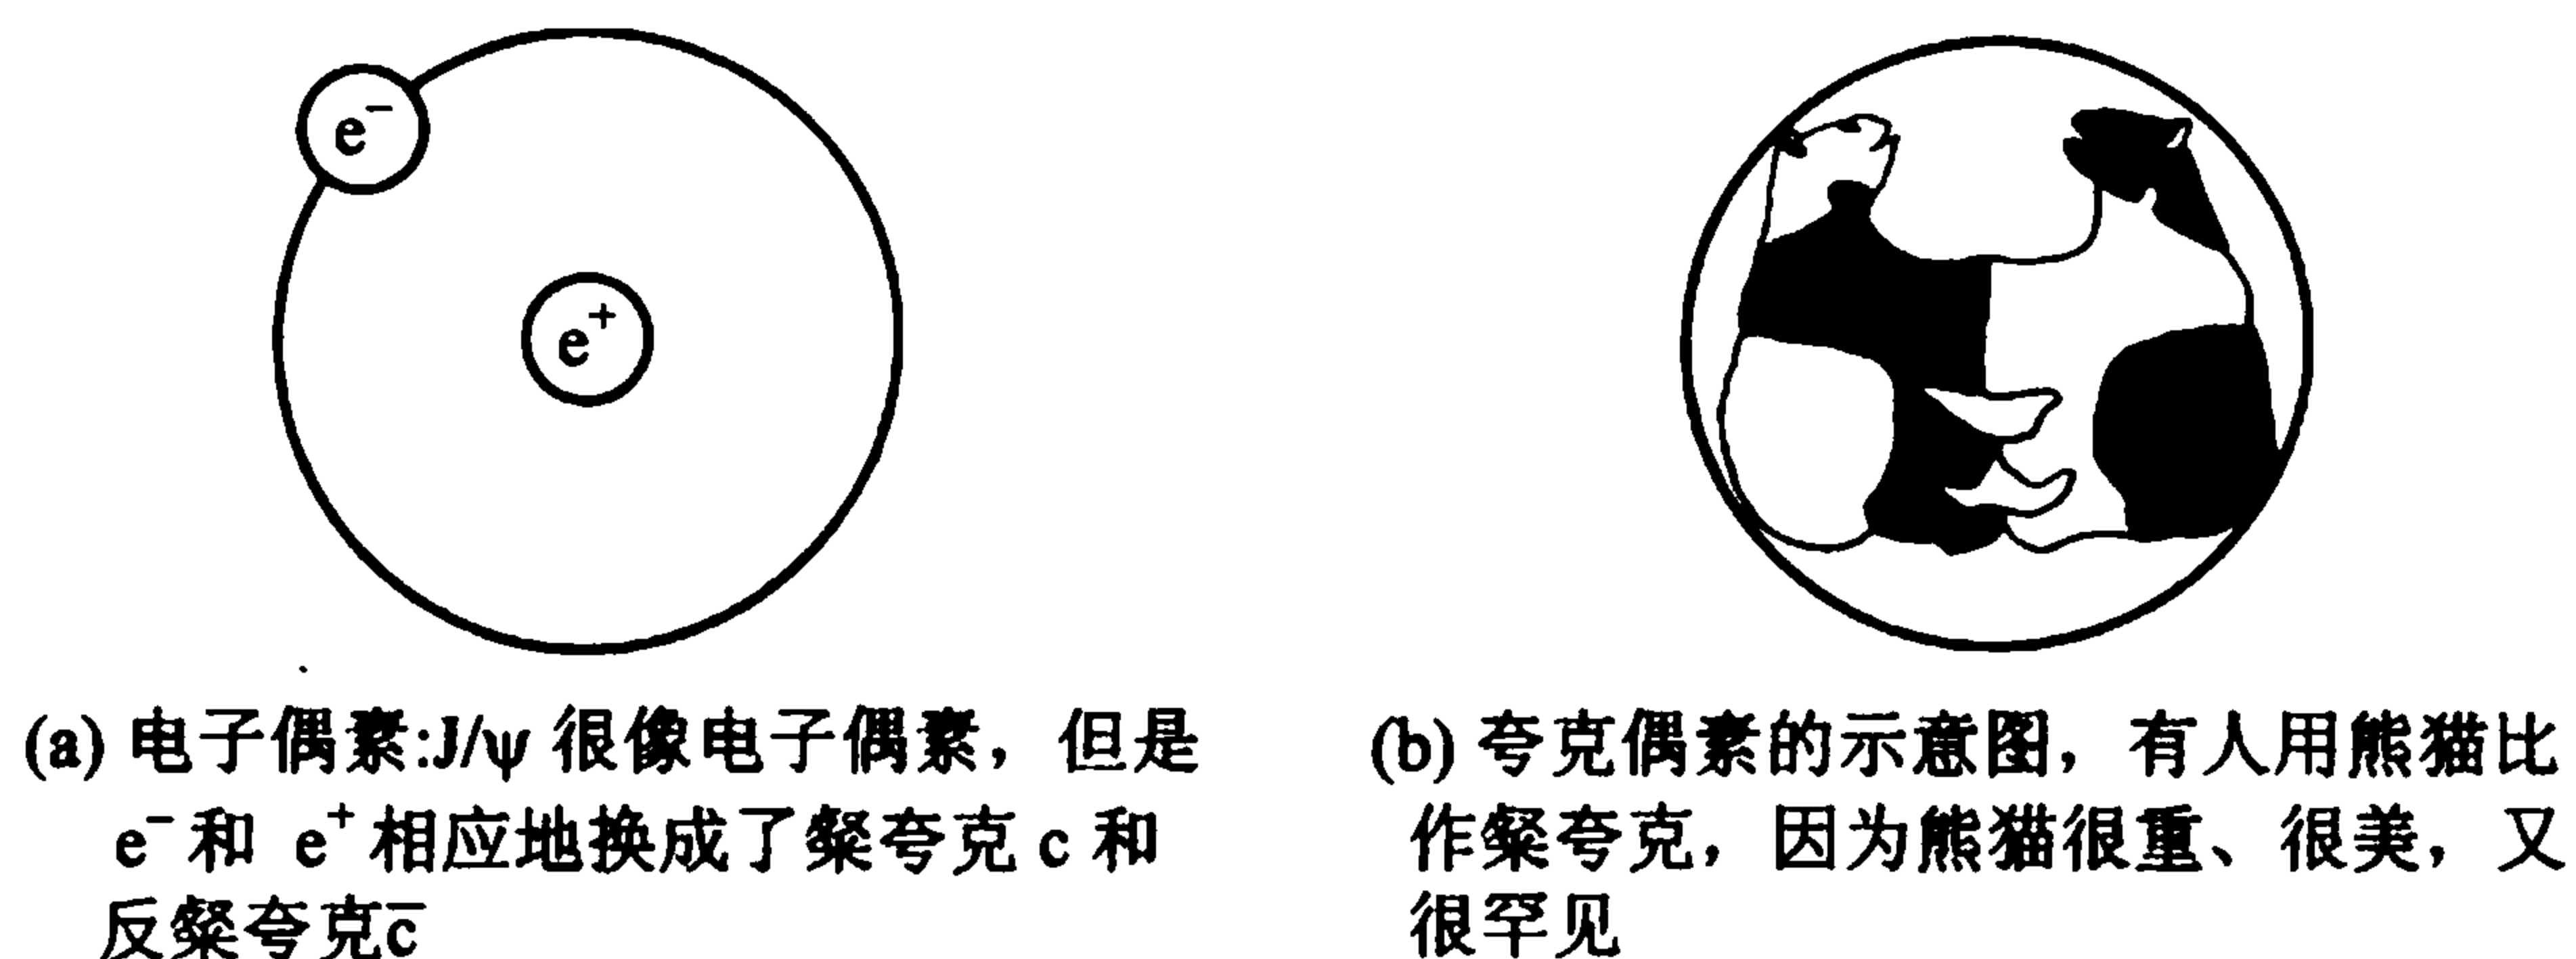 e⁻
e⁺
(a) 电子偶素:J/ψ 很像电子偶素，但是
e⁻和 e⁺相应地换成了粲夸克 c 和
反粲夸克c̄
(b) 夸克偶素的示意图，有人用熊猫比
作粲夸克，因为熊猫很重、很美，又
很罕见